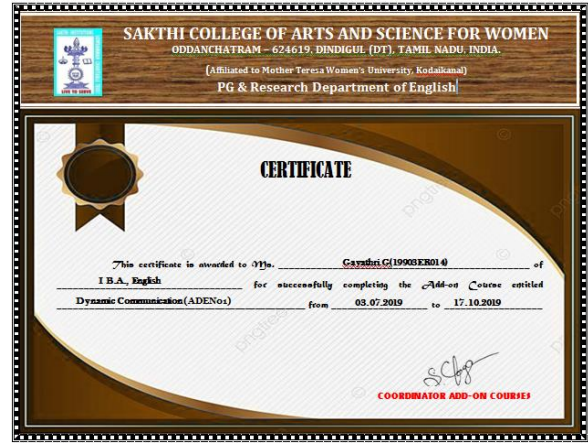 SAKTHI COLLEGE OF ARTS AND SCIENCE FOR WOMEN
ODDANCHATRAM – 624619, DINDIGUL (DT), TAMIL NADU. INDIA.
(Affiliated to Mother Teresa Women's University, Kodaikanal)
PG & Research Department of English
LIVE TO SERVE
CERTIFICATE
This certificate is awarded to Ms. Gayathri G(19903ER014) of
I B.A., English for successfully completing the Add-on Course entitled
Dynamic Communication (ADEN01) from 03.07.2019 to 17.10.2019
COORDINATOR ADD-ON COURSES